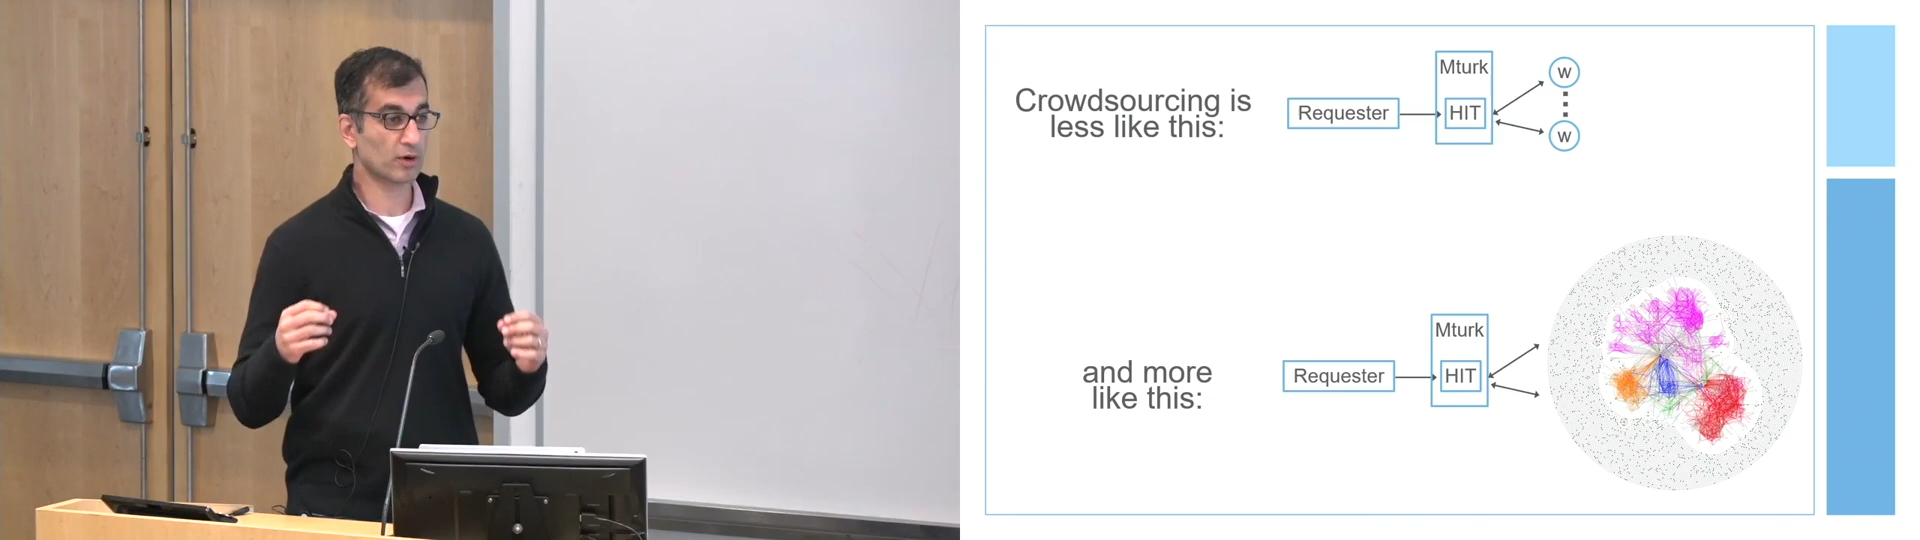 Crowdsourcing is
less like this:
Requester
Mturk
HIT
w
w
and more
like this:
Requester
Mturk
HIT